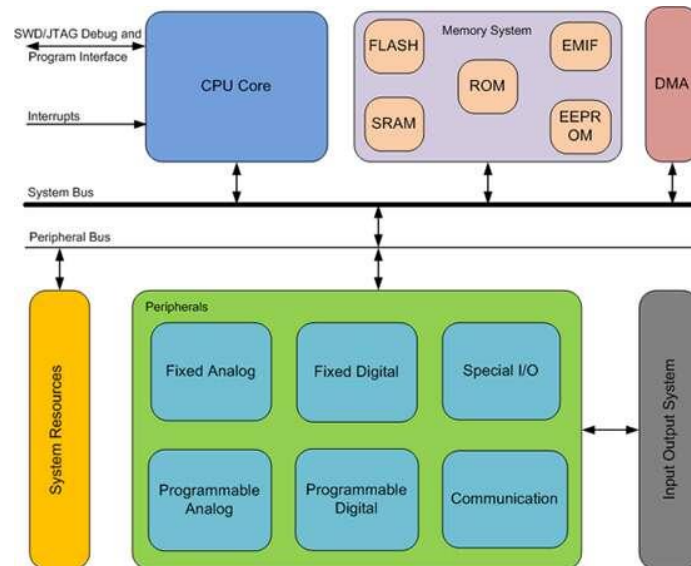 SWD/JTAG Debug and
Program Interface
Interrupts
CPU Core
Memory System
FLASH
EMIF
ROM
SRAM
EEPR
OM
DMA
System Bus
Peripheral Bus
System Resources
Peripherals
Fixed Analog
Fixed Digital
Special I/O
Programmable
Analog
Programmable
Digital
Communication
Input Output System